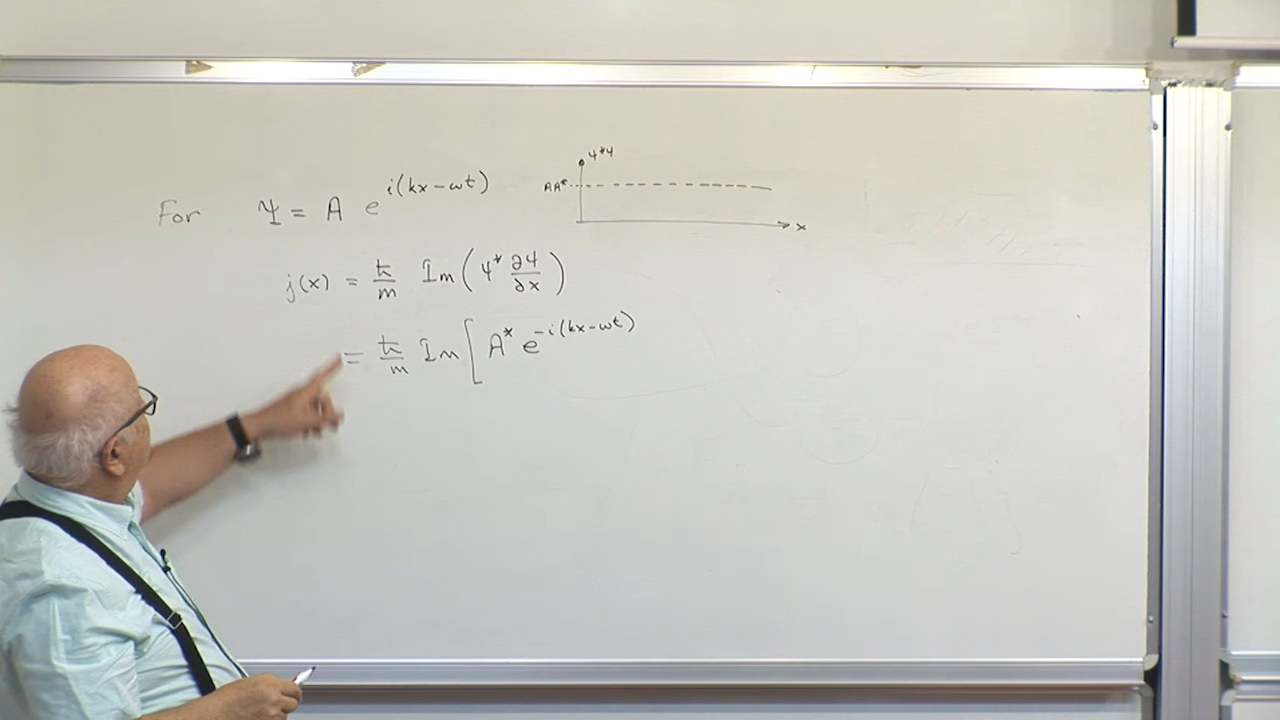 For Ψ = A e^{i(kx-ωt)}
ψ*ψ
AA*
x
j(x) = ħ/m Im(ψ* ∂ψ/∂x)
= ħ/m Im[A* e^{-i(kx-ωt)}